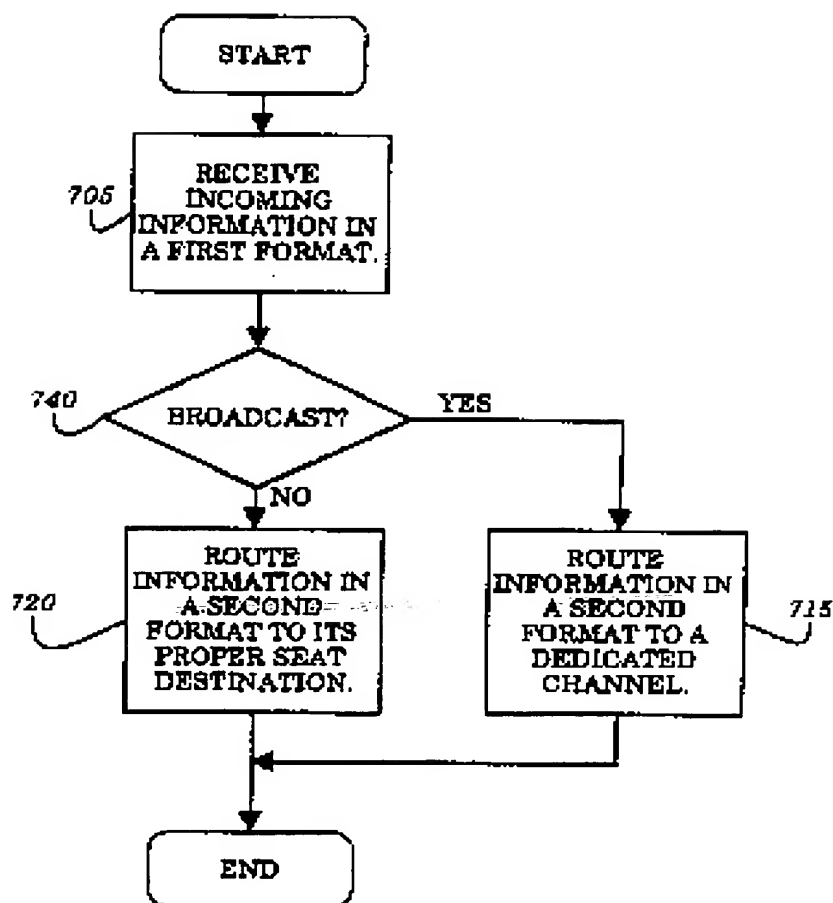 START
705
RECEIVE
INCOMING
INFORMATION IN
A FIRST FORMAT.
740
BROADCAST?
YES
NO
720
ROUTE
INFORMATION IN
A SECOND
FORMAT TO ITS
PROPER SEAT
DESTINATION.
ROUTE
INFORMATION IN
A SECOND
FORMAT TO A
DEDICATED
CHANNEL.
715
END